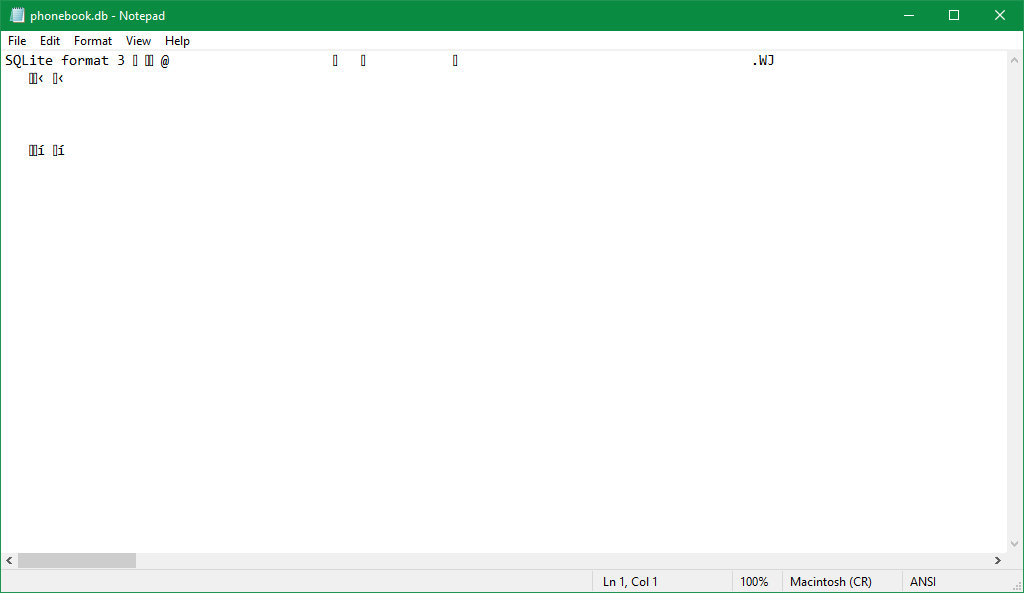 phonebook.db - Notepad
File Edit Format View Help
SQLite format 3 @ .WJ
‹ ‹
í í
Ln 1, Col 1 100% Macintosh (CR) ANSI